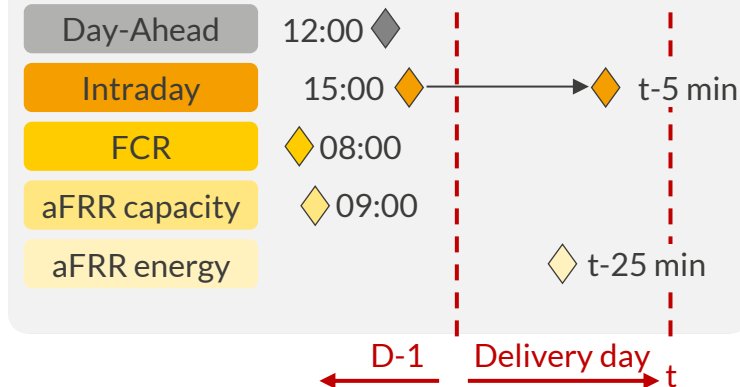 Day-Ahead 12:00
Intraday 15:00 t-5 min
FCR 08:00
aFRR capacity 09:00
aFRR energy t-25 min
D-1 Delivery day t